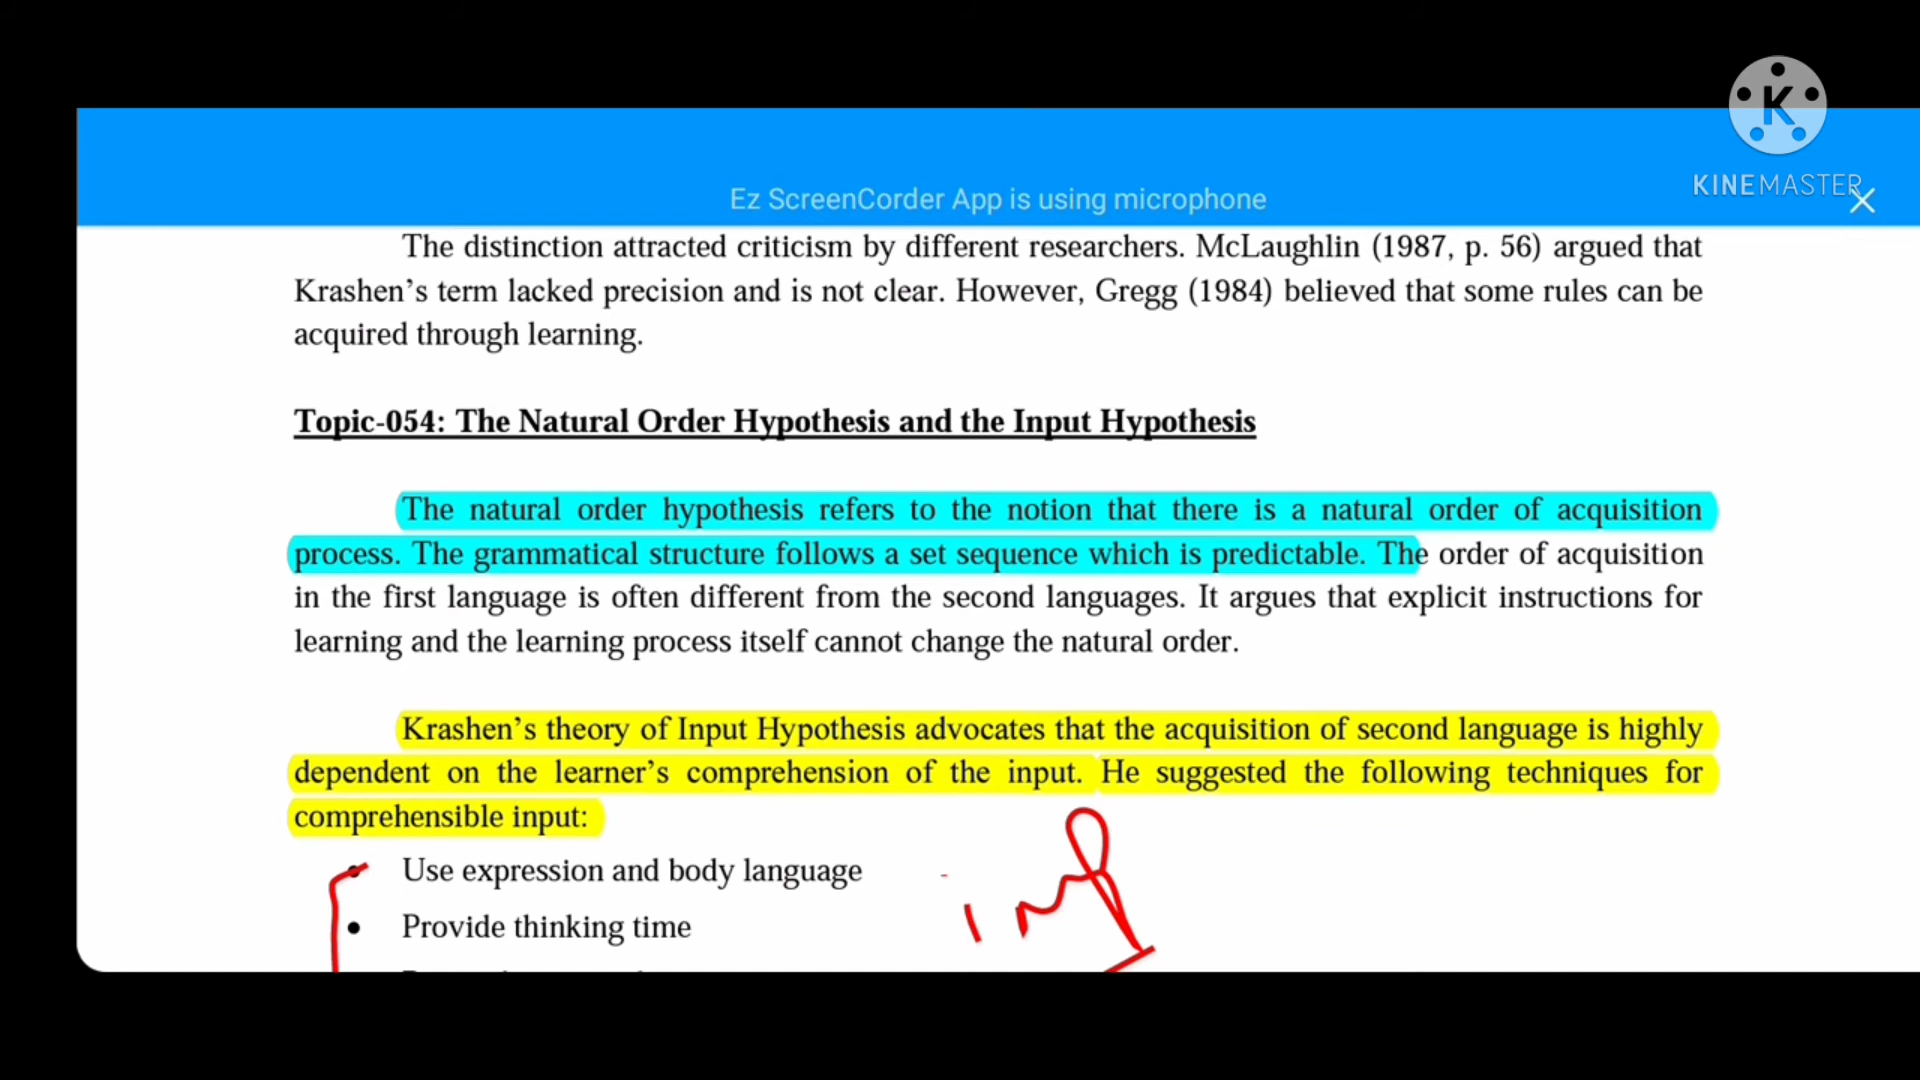 K
KINEMASTER
Ez ScreenCorder App is using microphone
The distinction attracted criticism by different researchers. McLaughlin (1987, p. 56) argued that
Krashen’s term lacked precision and is not clear. However, Gregg (1984) believed that some rules can be
acquired through learning.
Topic-054: The Natural Order Hypothesis and the Input Hypothesis
The natural order hypothesis refers to the notion that there is a natural order of acquisition
process. The grammatical structure follows a set sequence which is predictable. The order of acquisition
in the first language is often different from the second languages. It argues that explicit instructions for
learning and the learning process itself cannot change the natural order.
Krashen’s theory of Input Hypothesis advocates that the acquisition of second language is highly
dependent on the learner’s comprehension of the input. He suggested the following techniques for
comprehensible input:
• Use expression and body language
• Provide thinking time